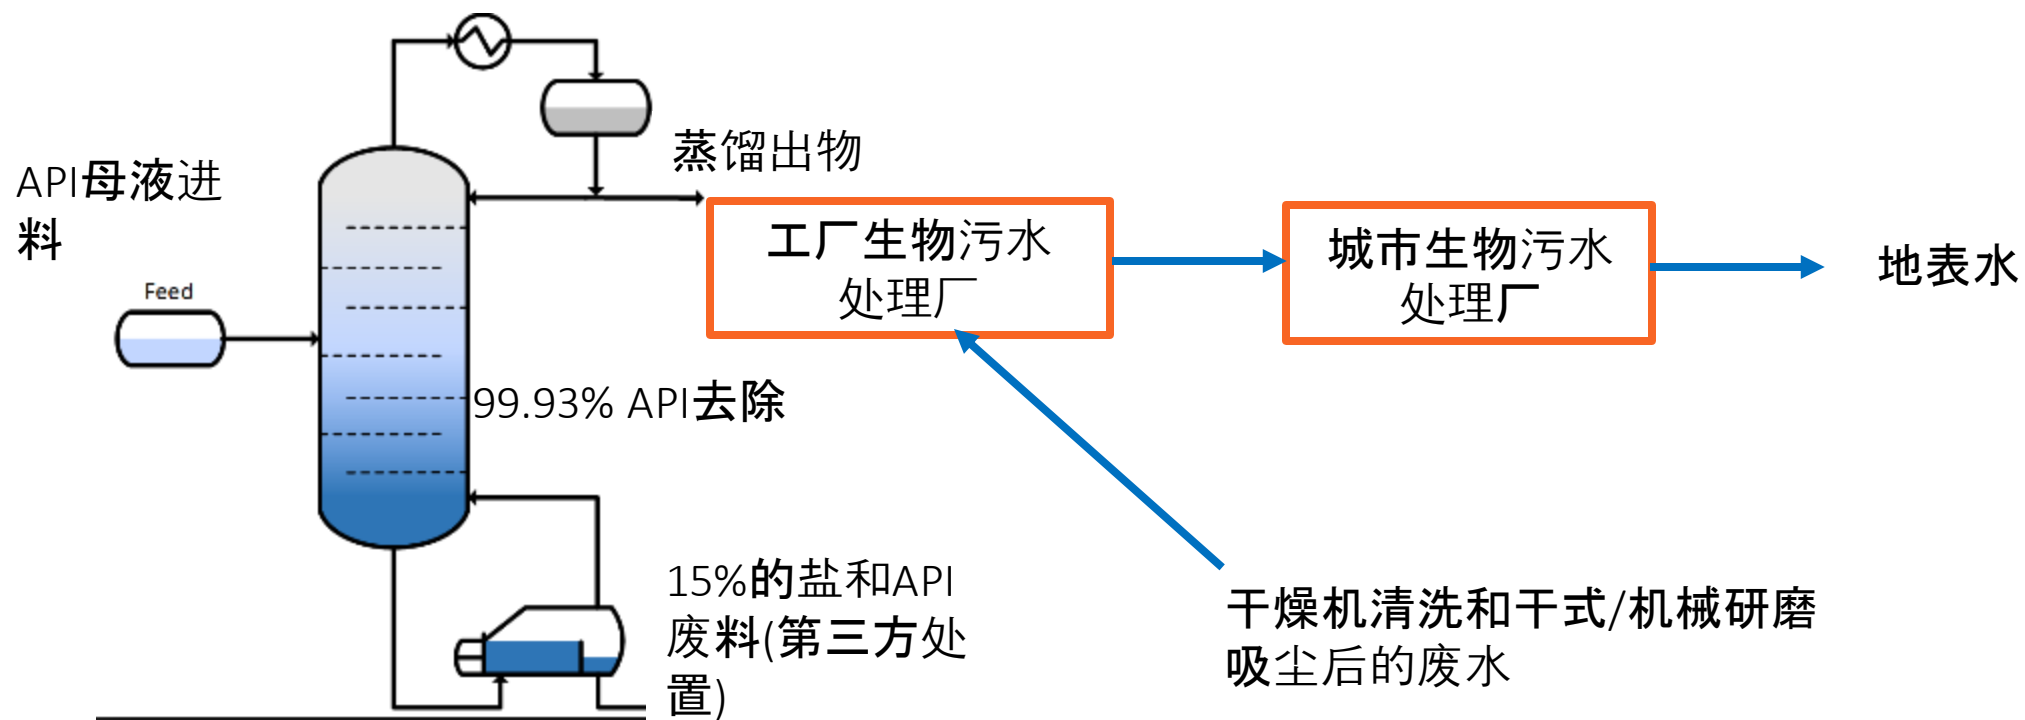 API母液进
料
Feed
蒸馏出物
99.93% API去除
15%的盐和API
废料(第三方处
置)
工厂生物污水
处理厂
城市生物污水
处理厂
地表水
干燥机清洗和干式/机械研磨
吸尘后的废水